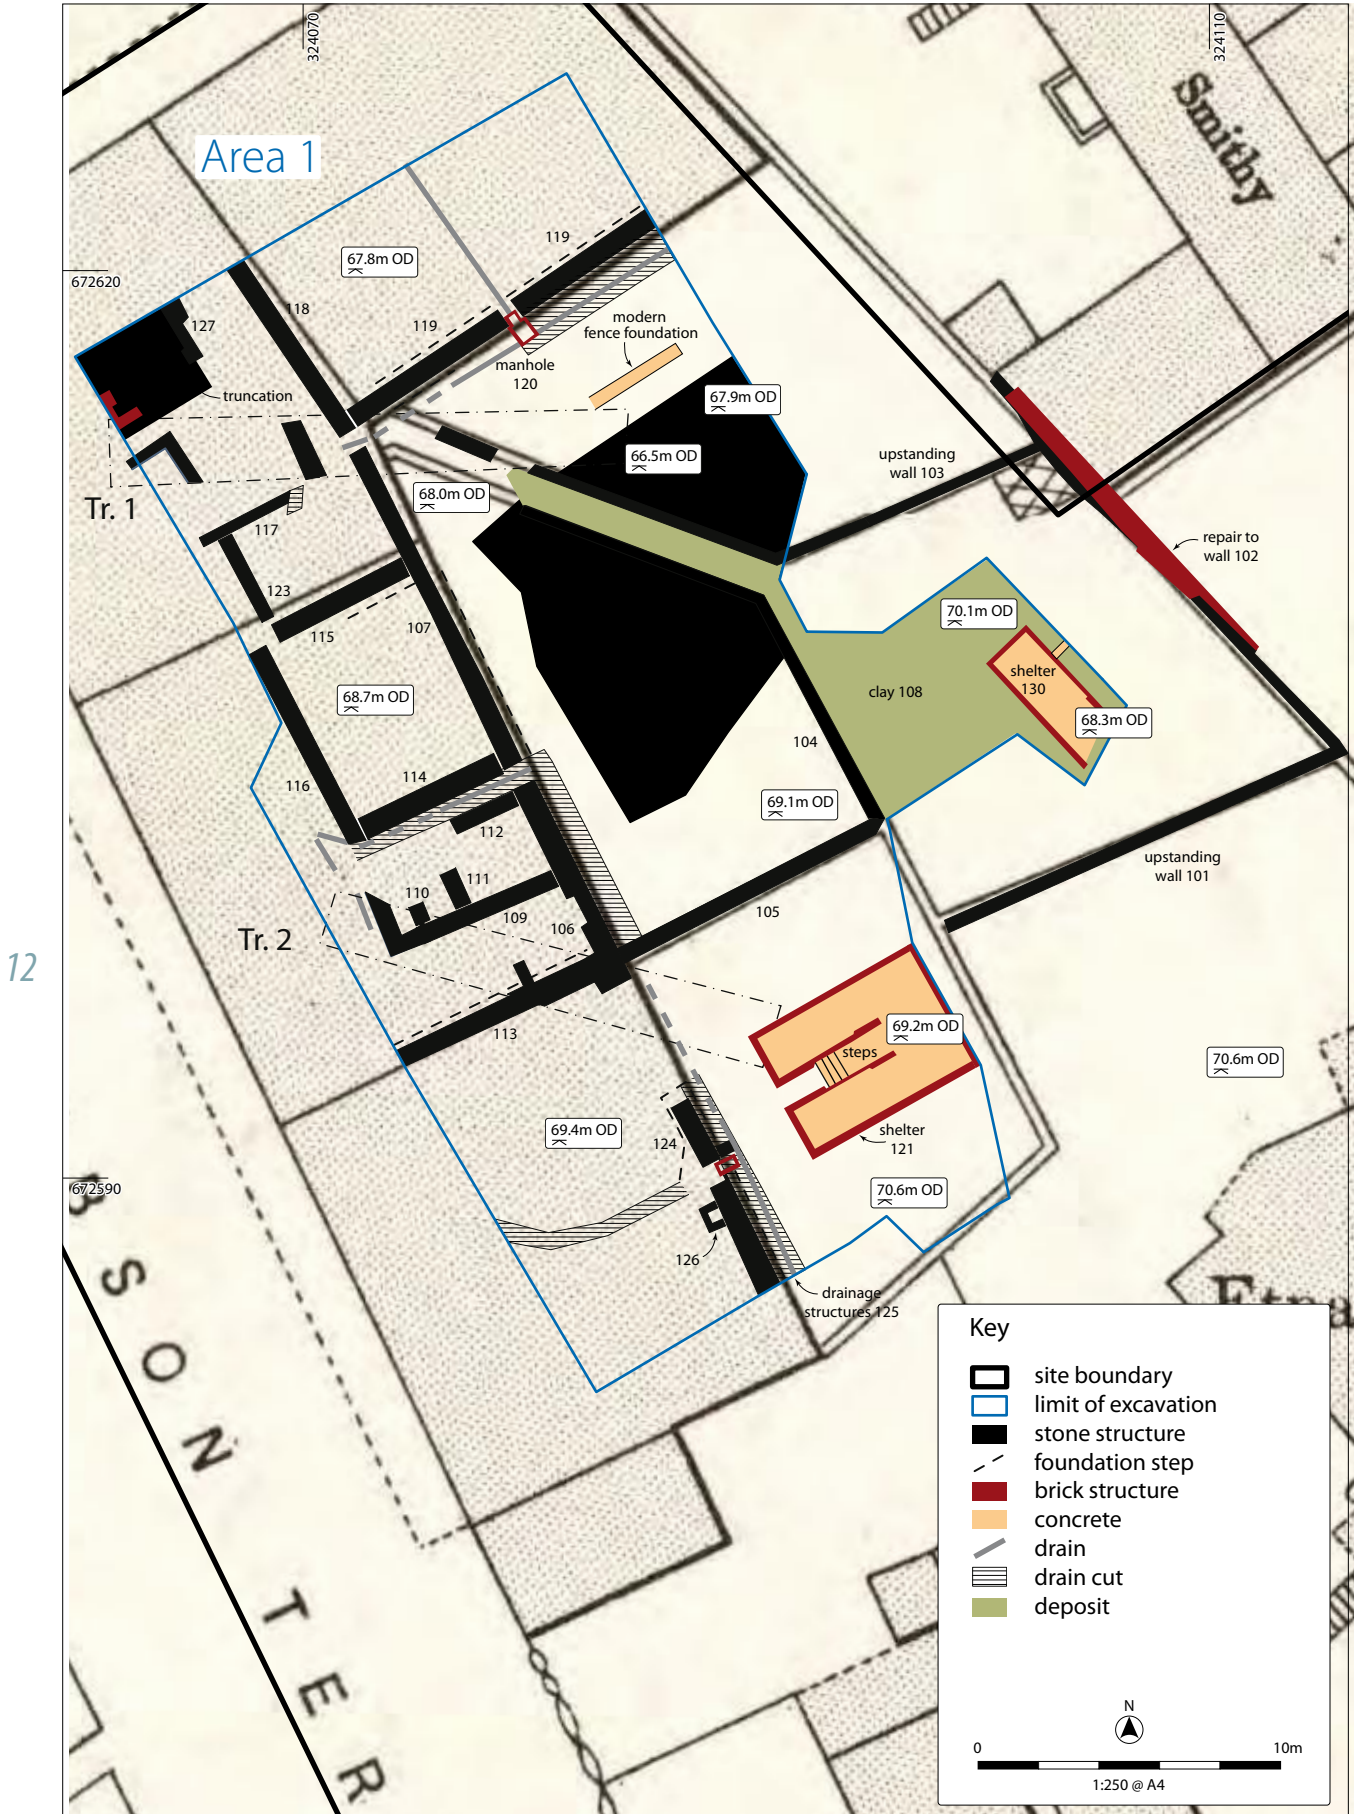 324070
324110
Smithy
Area 1
119
67.8m OD
672620
118
127
119
modern
fence foundation
manhole
120
truncation
67.9m OD
66.5m OD
upstanding
wall 103
68.0m OD
Tr. 1
117
repair to
wall 102
123
70.1m OD
115
107
shelter
130
68.7m OD
clay 108
68.3m OD
104
114
116
69.1m OD
112
upstanding
wall 101
111
110
109
105
106
Tr. 2
12
69.2m OD
113
steps
70.6m OD
69.4m OD
124
shelter
121
672590
70.6m OD
126
drainage
structures 125
BSON TER
Etna
Key
site boundary
limit of excavation
stone structure
foundation step
brick structure
concrete
drain
drain cut
deposit
N
0 10m
1:250 @ A4